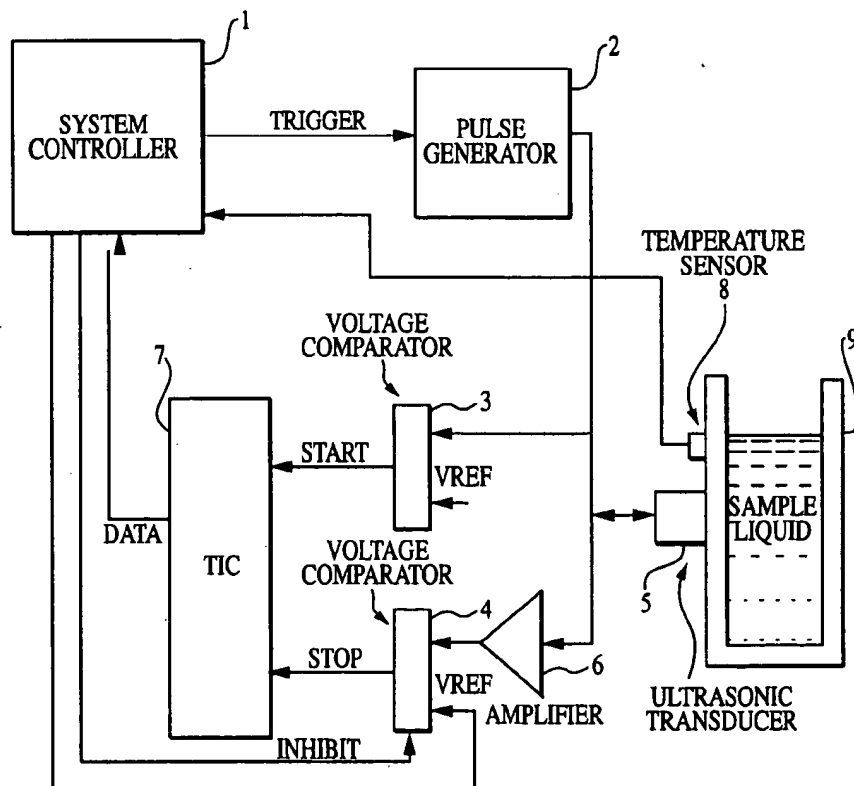 1
SYSTEM
CONTROLLER
TRIGGER
2
PULSE
GENERATOR
TEMPERATURE
SENSOR
8
9
VOLTAGE
COMPARATOR
7
3
START
VREF
DATA
TIC
VOLTAGE
COMPARATOR
4
STOP
VREF
6
AMPLIFIER
INHIBIT
SAMPLE
LIQUID
5
ULTRASONIC
TRANSDUCER